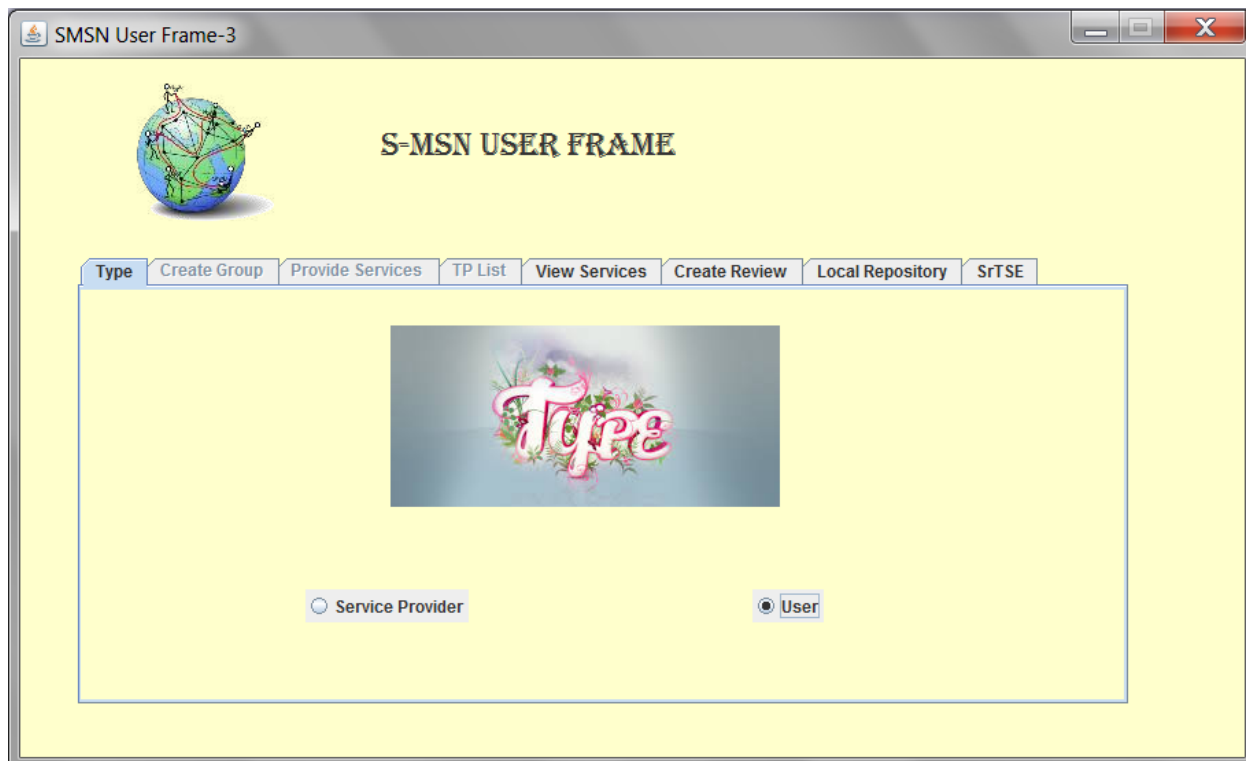 SMSN User Frame-3
S-MSN USER FRAME
Type Create Group Provide Services TP List View Services Create Review Local Repository SrTSE
Type
Service Provider User